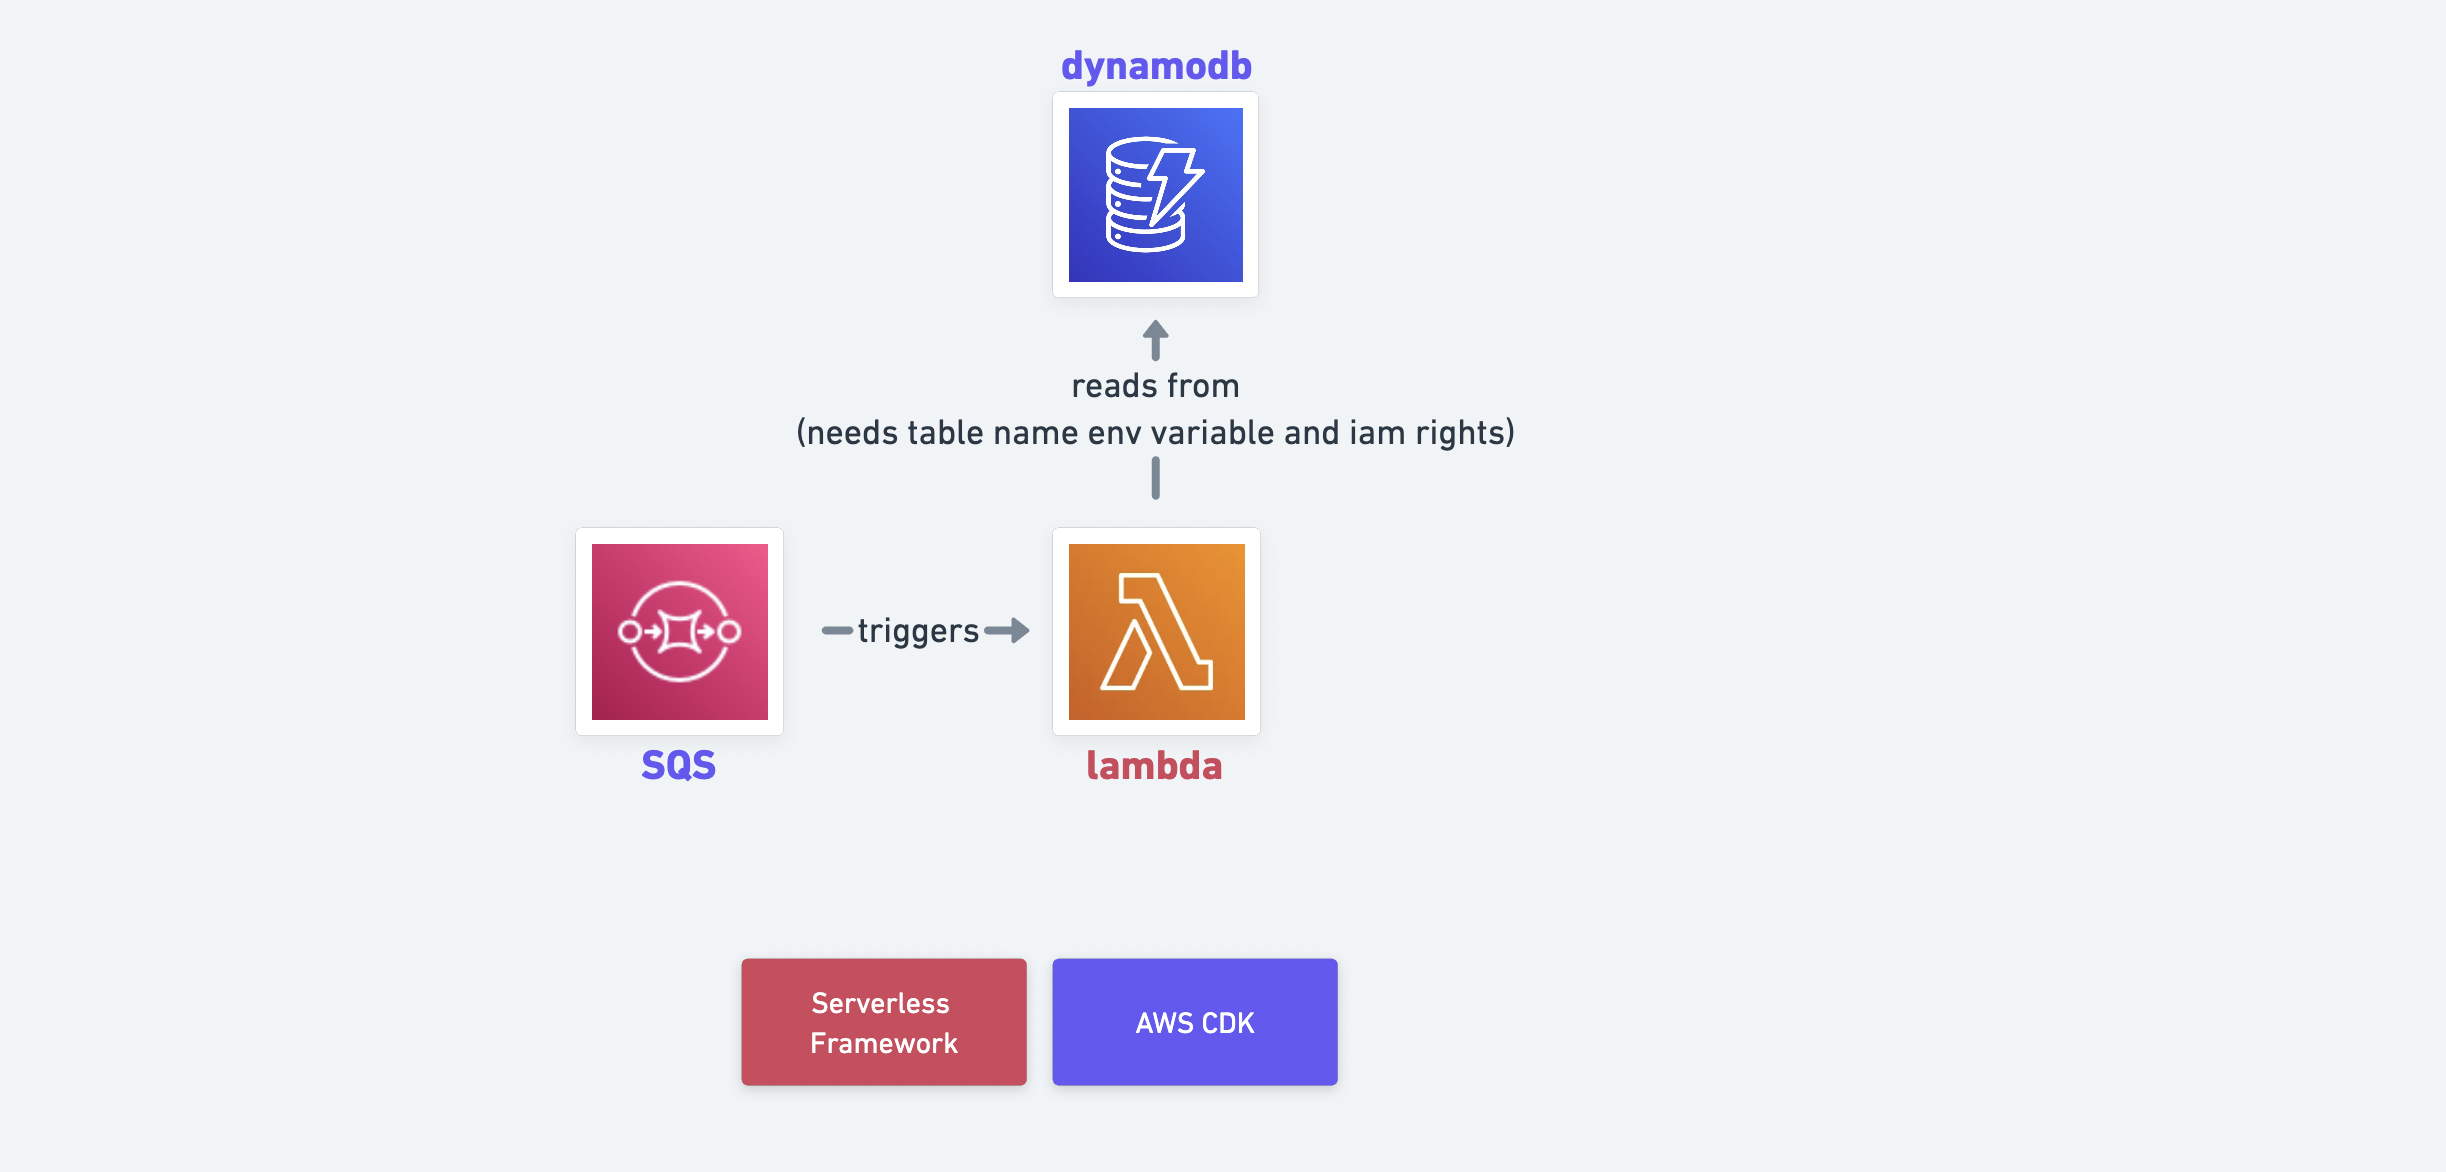 dynamodb
reads from
(needs table name env variable and iam rights)
triggers
SQS
lambda
Serverless
Framework
AWS CDK